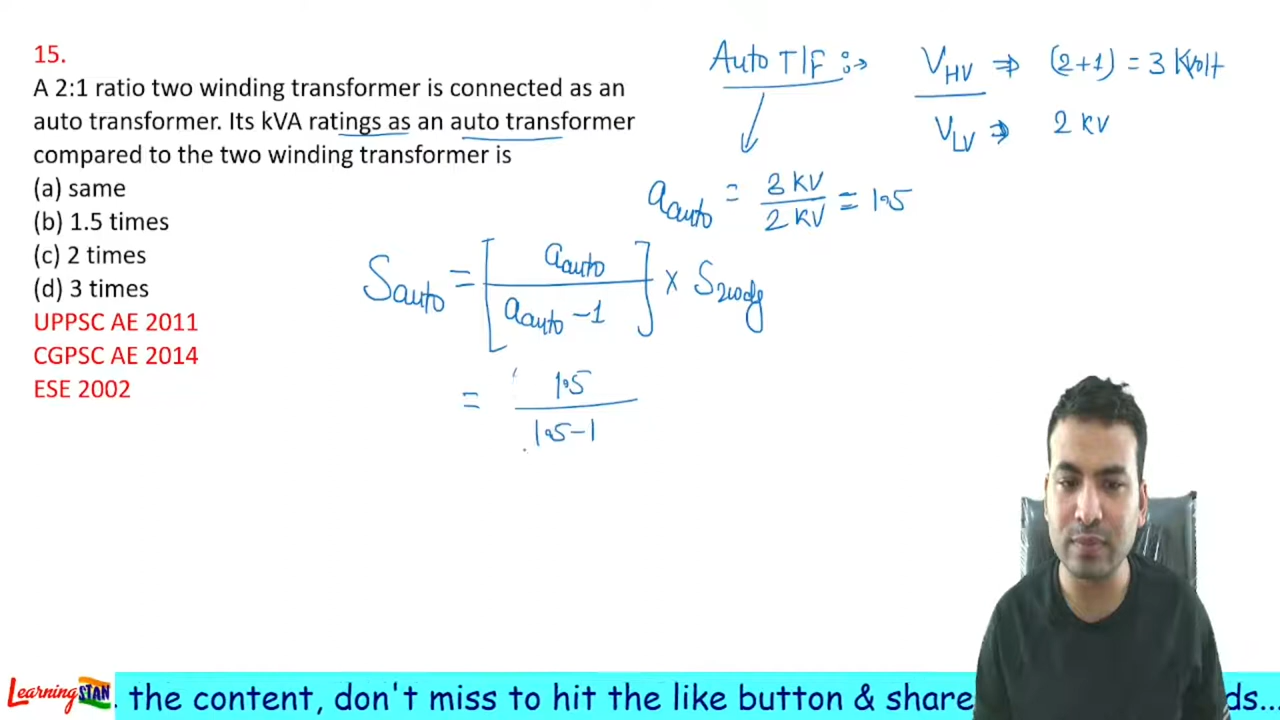 15.
A 2:1 ratio two winding transformer is connected as an
auto transformer. Its kVA ratings as an auto transformer
compared to the two winding transformer is
(a) same
(b) 1.5 times
(c) 2 times
(d) 3 times
UPPSC AE 2011
CGPSC AE 2014
ESE 2002
Auto T/F :→ V_HV ⇒ (2+1) = 3 Kvolt
V_LV ⇒ 2 KV
a_auto = 3 KV / 2 KV = 1.5
S_auto = [ a_auto / a_auto - 1 ] × S_2wdg
= 1.5 / 1.5-1
Learning STAN
the content, don't miss to hit the like button & share ds...